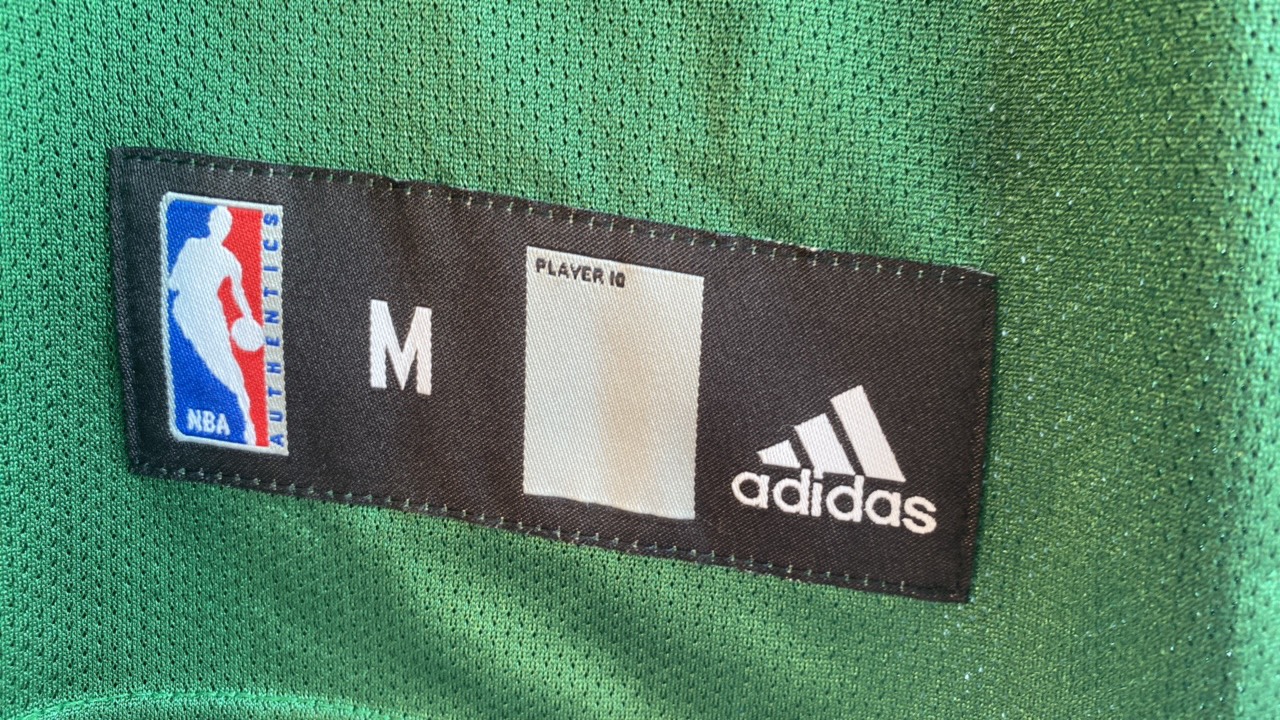 NBA
AUTHENTICS
M
PLAYER ID
adidas